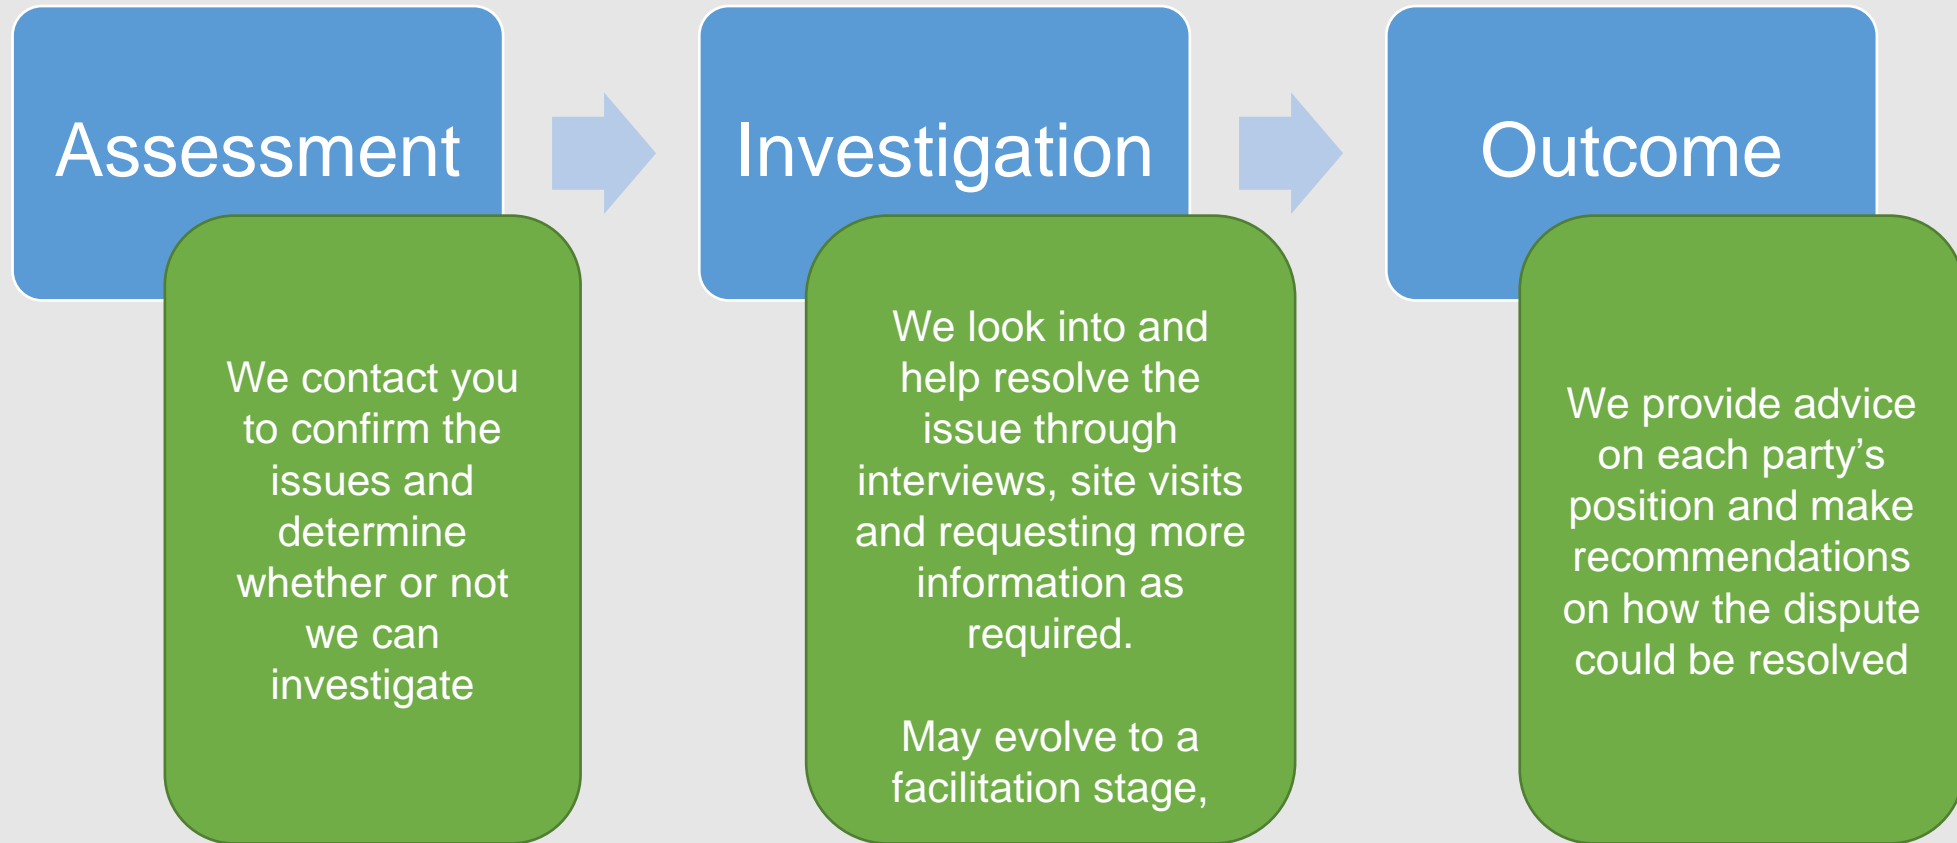 Assessment
We contact you
to confirm the
issues and
determine
whether or not
we can
investigate
Investigation
We look into and
help resolve the
issue through
interviews, site visits
and requesting more
information as
required.
May evolve to a
facilitation stage,
Outcome
We provide advice
on each party’s
position and make
recommendations
on how the dispute
could be resolved